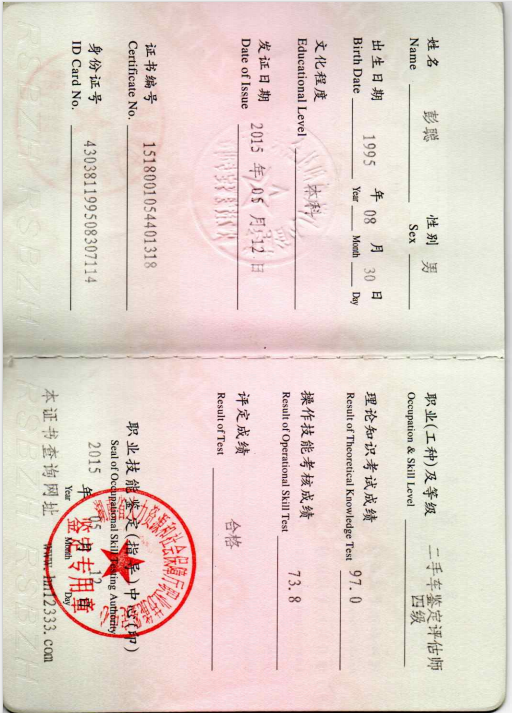 姓名 彭聪 性别 男
Name Sex
出生日期 1995 年 08 月 30 日
Birth Date Year Month Day
文化程度 本科
Educational Level
发证日期 2015 年 05 月 12 日
Date of Issue
证书编号 1518001054401318
Certificate No.
身份证号 430381199508307114
ID Card No.
职业(工种)及等级 二手车鉴定评估师
四级
Occupation & Skill Level
理论知识考试成绩 97.0
Result of Theoretical Knowledge Test
操作技能考核成绩 73.8
Result of Operational Skill Test
评定成绩 合格
Result of Test
职业技能鉴定(指导)中心(印)
Seal of Occupational Skill Testing Authority
2015 年 05 月 12
Year Month Day
专用章
本证书查询网址 www.hn12333.com